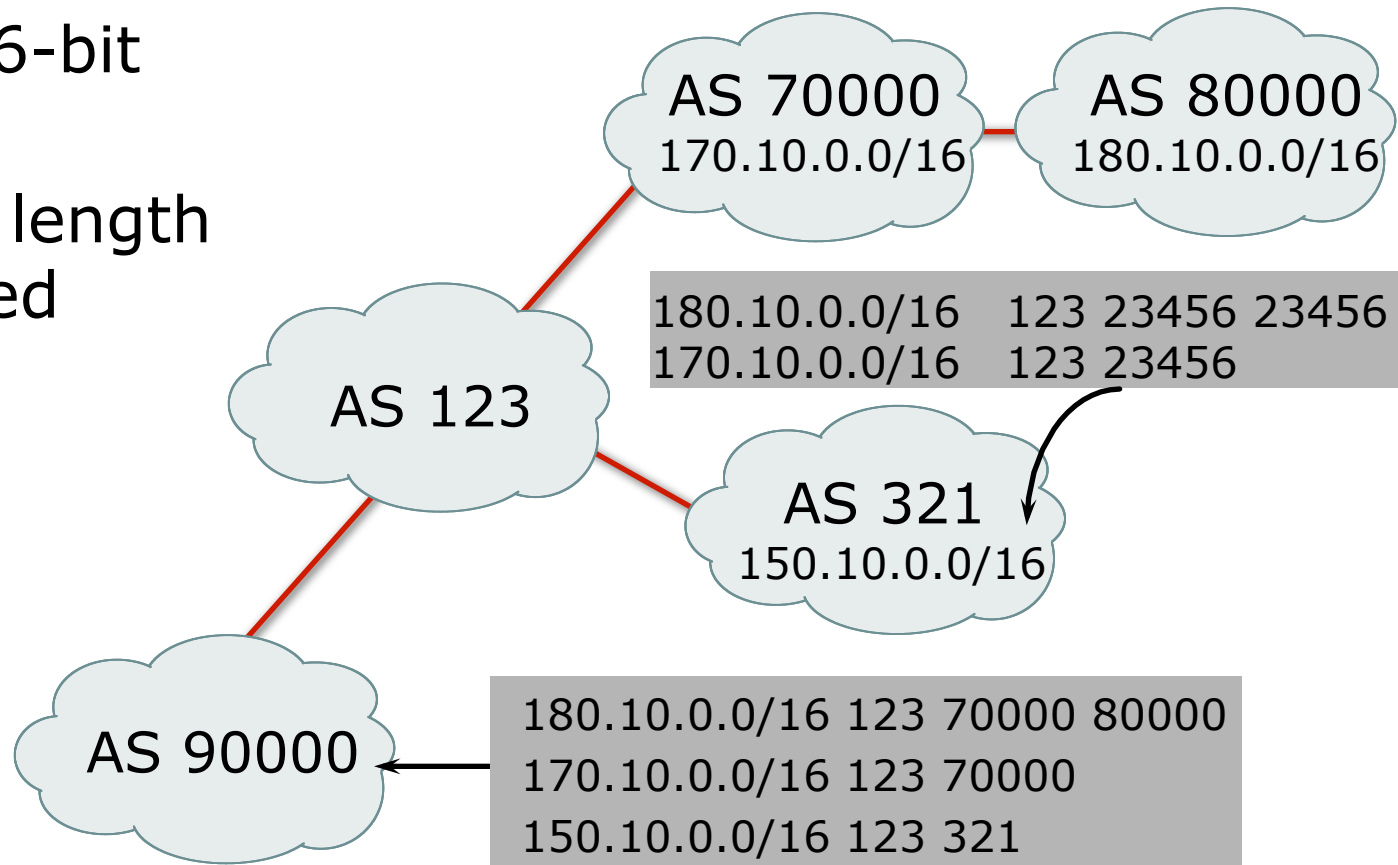 6-bit
length
ed
AS 70000
170.10.0.0/16
AS 80000
180.10.0.0/16
180.10.0.0/16 123 23456 23456
170.10.0.0/16 123 23456
AS 123
AS 321
150.10.0.0/16
AS 90000
180.10.0.0/16 123 70000 80000
170.10.0.0/16 123 70000
150.10.0.0/16 123 321